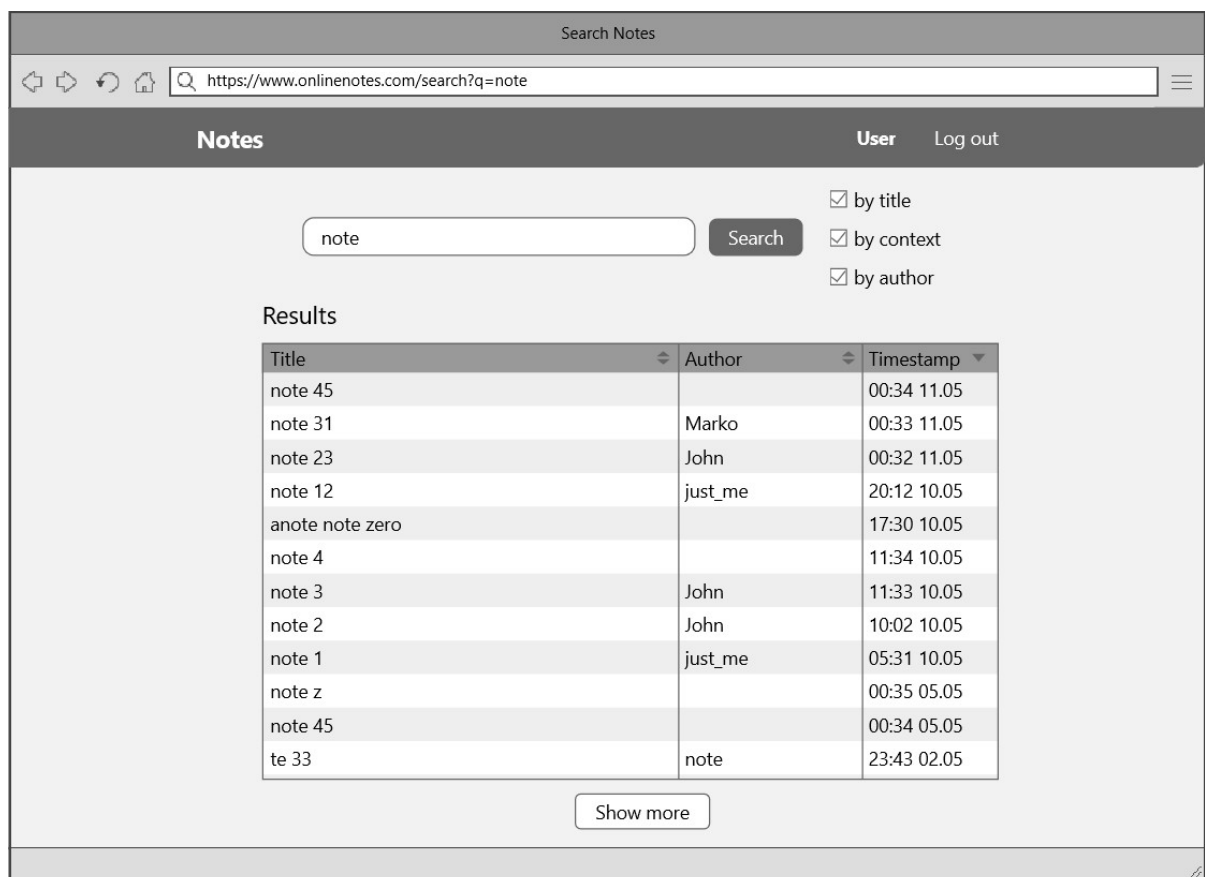 Search Notes
https://www.onlinenotes.com/search?q=note
Notes User Log out
by title
note Search by context
by author
Results
Title Author Timestamp
note 45 00:34 11.05
note 31 Marko 00:33 11.05
note 23 John 00:32 11.05
note 12 just_me 20:12 10.05
anote note zero 17:30 10.05
note 4 11:34 10.05
note 3 John 11:33 10.05
note 2 John 10:02 10.05
note 1 just_me 05:31 10.05
note z 00:35 05.05
note 45 00:34 05.05
te 33 note 23:43 02.05
Show more